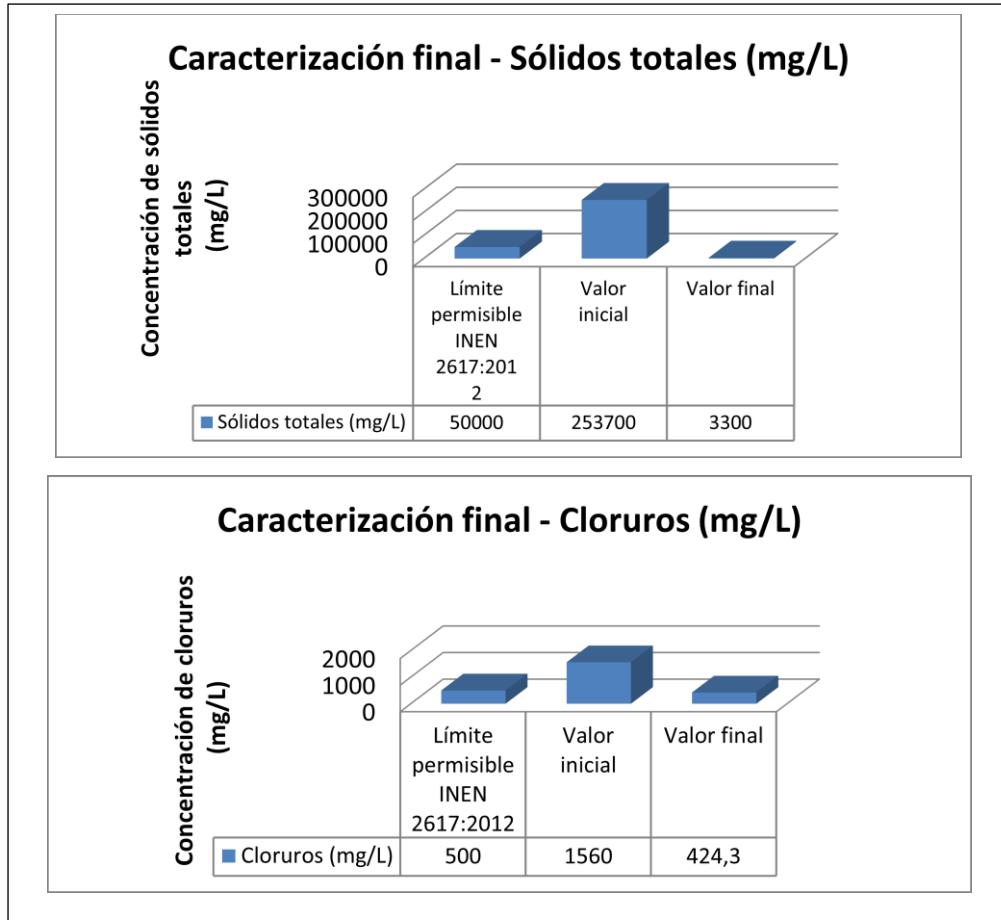 Caracterización final - Sólidos totales (mg/L)
Concentración de sólidos
totales
(mg/L)
300000
200000
100000
0
Límite
permisible
INEN
2617:201
2
Valor
inicial
Valor final
Sólidos totales (mg/L)
50000
253700
3300
Caracterización final - Cloruros (mg/L)
Concentración de cloruros
(mg/L)
2000
1000
0
Límite
permisible
INEN
2617:2012
Valor
inicial
Valor final
Cloruros (mg/L)
500
1560
424,3